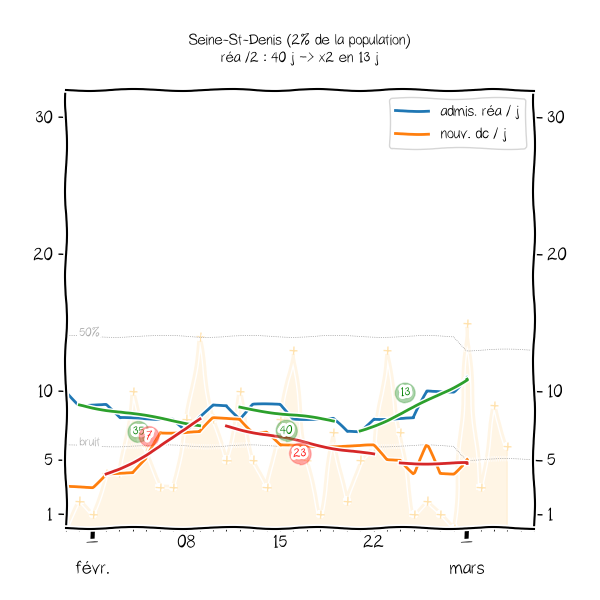 Seine-St-Denis (2% de la population)
réa /2 : 40 j -> x2 en 13 j
admis. réa / j
nouv. dc / j
30
30
20
20
50%
10
10
13
7
40
bruit
23
5
5
1
1
1
08
15
22
1
févr.
mars